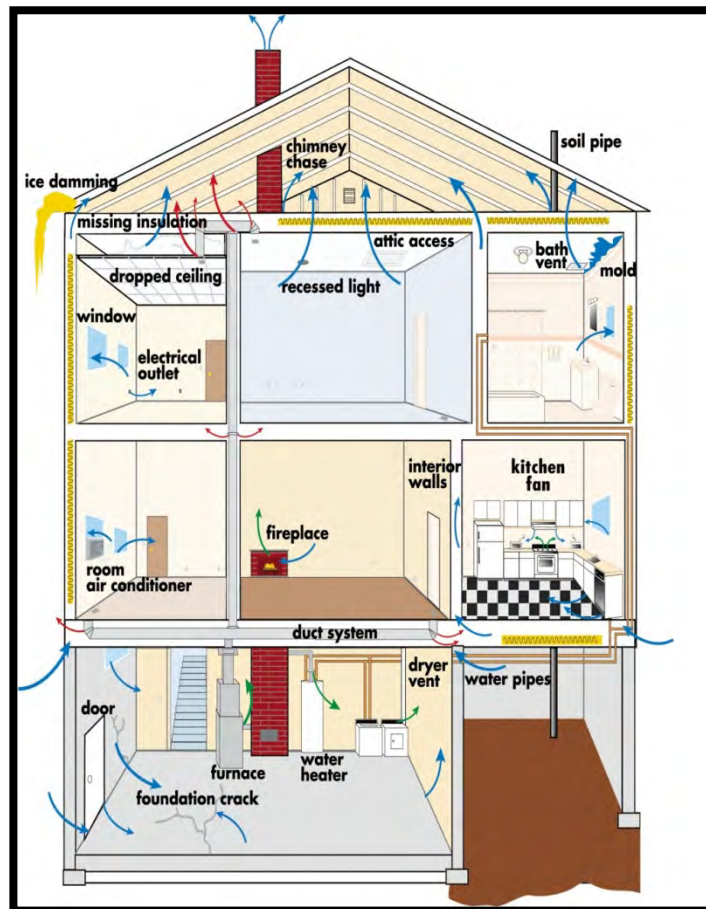 soil pipe
chimney
chase
ice damming
missing insulation
attic access
bath
vent
mold
dropped ceiling
recessed light
window
electrical
outlet
interior
walls
kitchen
fan
fireplace
room
air conditioner
duct system
dryer
vent
water pipes
door
furnace
water
heater
foundation crack